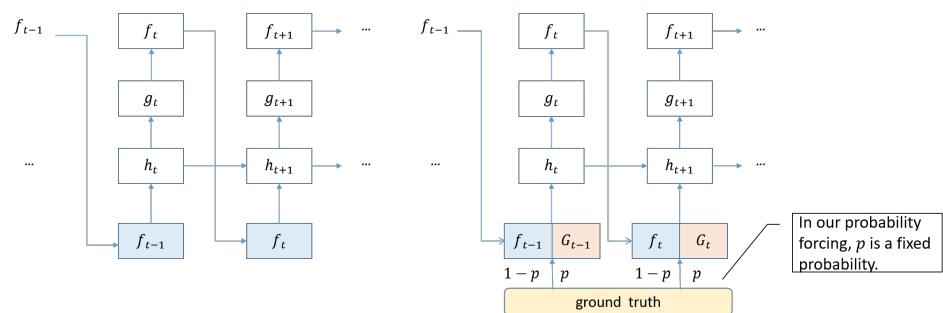 f_{t−1} f_t f_{t+1} ...
g_t g_{t+1}
... h_t h_{t+1} ...
f_{t−1} f_t
f_{t−1} f_t f_{t+1} ...
g_t g_{t+1}
... h_t h_{t+1} ...
f_{t−1} G_{t−1} f_t G_t
1 − p p 1 − p p
ground truth
In our probability
forcing, p is a fixed
probability.